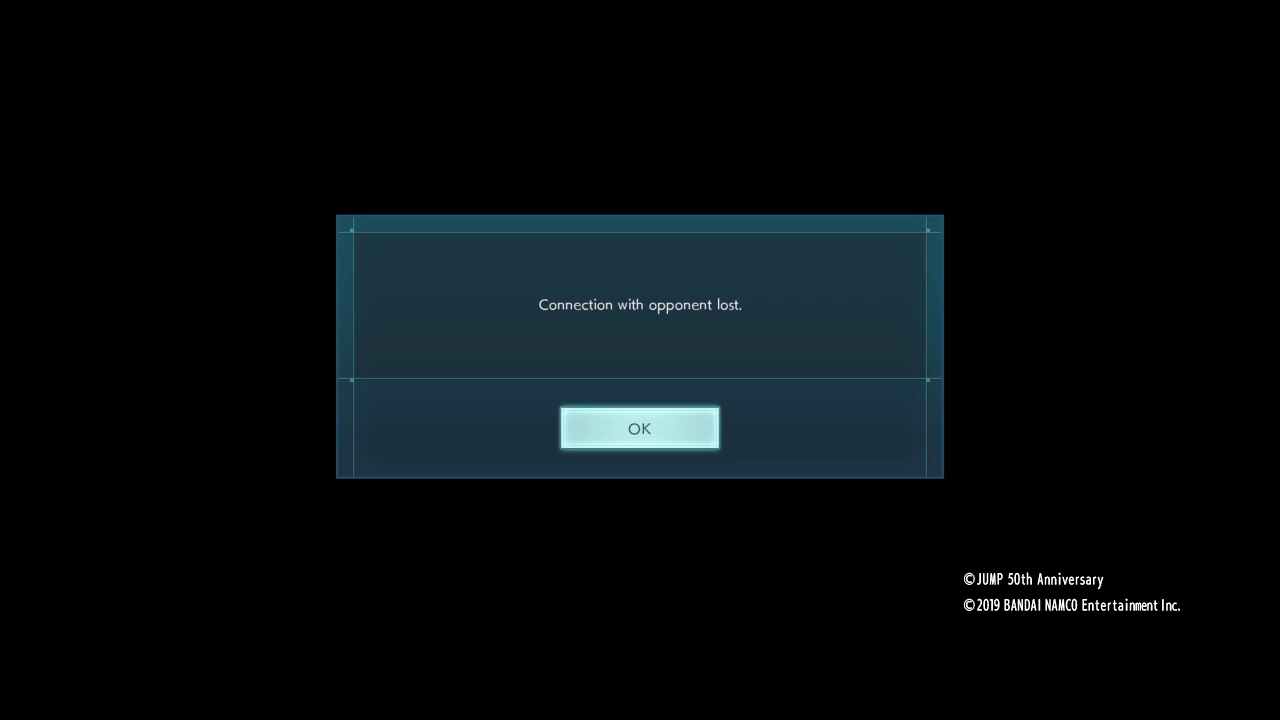 Connection with opponent lost.
OK
©JUMP 50th Anniversary
©2019 BANDAI NAMCO Entertainment Inc.